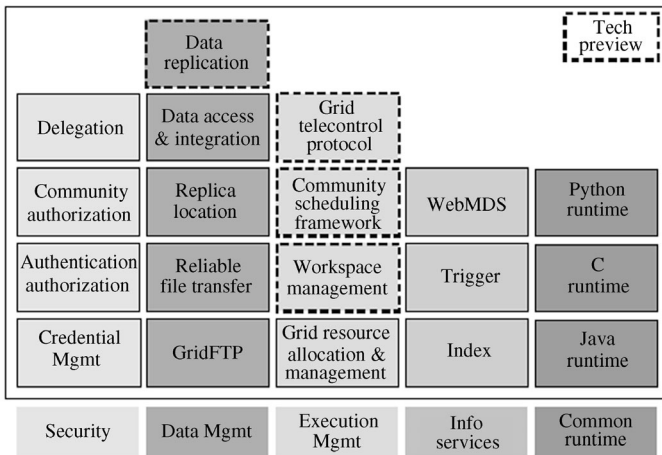 Data
replication
Tech
preview
Delegation
Data access
& integration
Grid
telecontrol
protocol
Community
authorization
Replica
location
Community
scheduling
framework
WebMDS
Python
runtime
Authentication
authorization
Reliable
file transfer
Workspace
management
Trigger
C
runtime
Credential
Mgmt
GridFTP
Grid resource
allocation &
management
Index
Java
runtime
Security
Data Mgmt
Execution
Mgmt
Info
services
Common
runtime